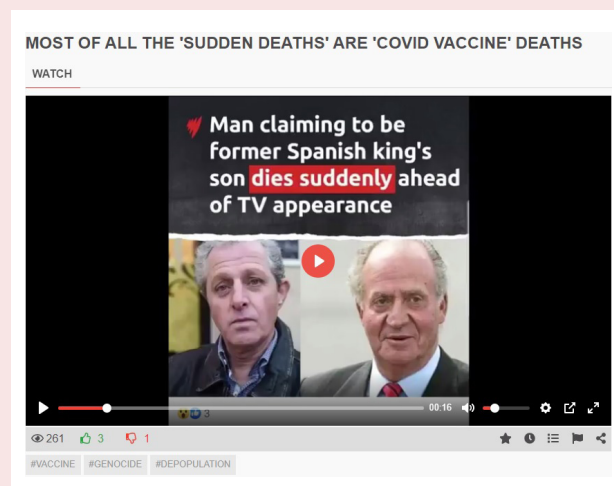 MOST OF ALL THE 'SUDDEN DEATHS' ARE 'COVID VACCINE' DEATHS
WATCH
Man claiming to be
former Spanish king's
son dies suddenly ahead
of TV appearance
3
00:16
261 3 1
#VACCINE #GENOCIDE #DEPOPULATION